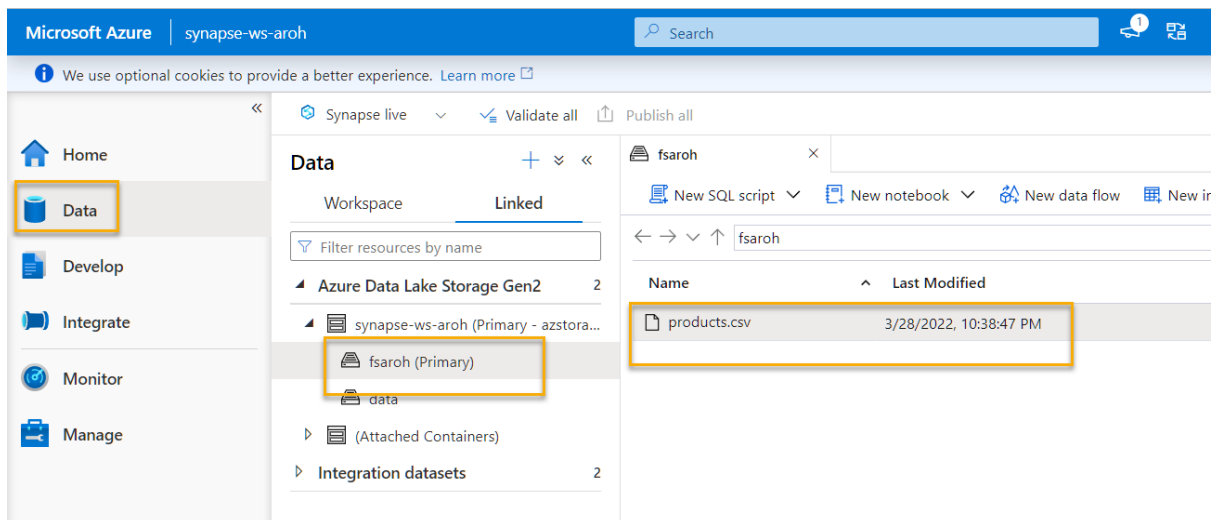 Microsoft Azure synapse-ws-aroh Search 1
We use optional cookies to provide a better experience. Learn more
« Synapse live Validate all Publish all
Home
Data
Develop
Integrate
Monitor
Manage
Data « 
Workspace Linked
Filter resources by name
Azure Data Lake Storage Gen2 2
synapse-ws-aroh (Primary - azstora...
fsaroh (Primary)
data
(Attached Containers)
Integration datasets 2
fsaroh
New SQL script New notebook New data flow New in
fsaroh
Name Last Modified
products.csv 3/28/2022, 10:38:47 PM